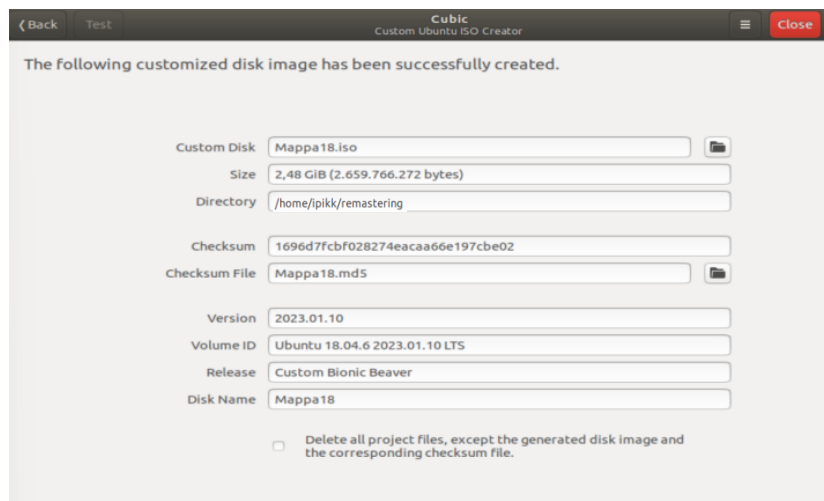 Back Test Cubic Close
Custom Ubuntu ISO Creator
The following customized disk image has been successfully created.
Custom Disk Mappa18.iso
Size 2,48 GiB (2.659.766.272 bytes)
Directory /home/ipikk/remastering
Checksum 1696d7fcbf028274eacaa66e197cbe02
Checksum File Mappa18.md5
Version 2023.01.10
Volume ID Ubuntu 18.04.6 2023.01.10 LTS
Release Custom Bionic Beaver
Disk Name Mappa18
Delete all project files, except the generated disk image and
the corresponding checksum file.